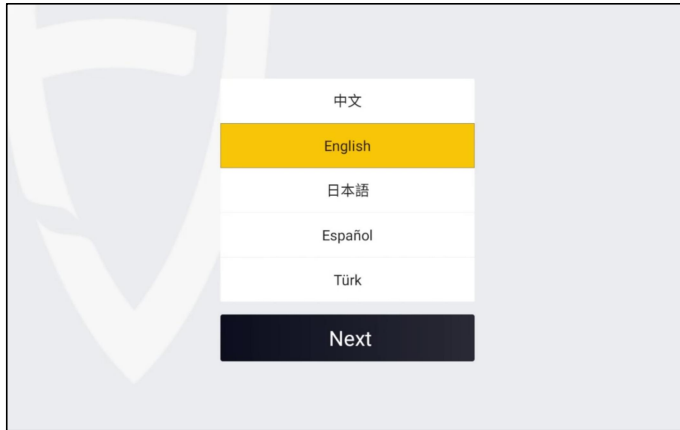 中文
English
日本語
Español
Türk
Next